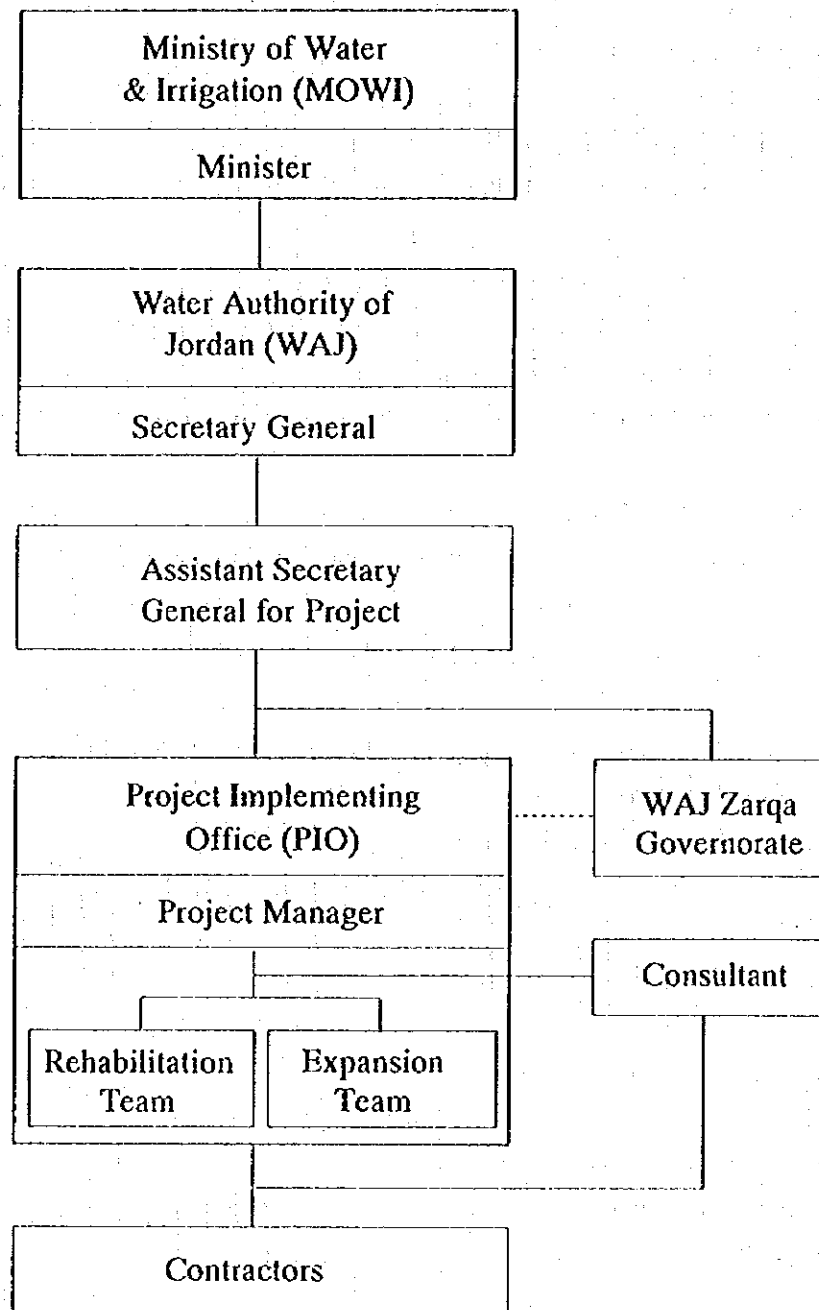 Ministry of Water
& Irrigation (MOWI)
Minister
Water Authority of
Jordan (WAJ)
Secretary General
Assistant Secretary
General for Project
Project Implementing
Office (PIO)
WAJ Zarqa
Governorate
Project Manager
Consultant
Rehabilitation
Team
Expansion
Team
Contractors